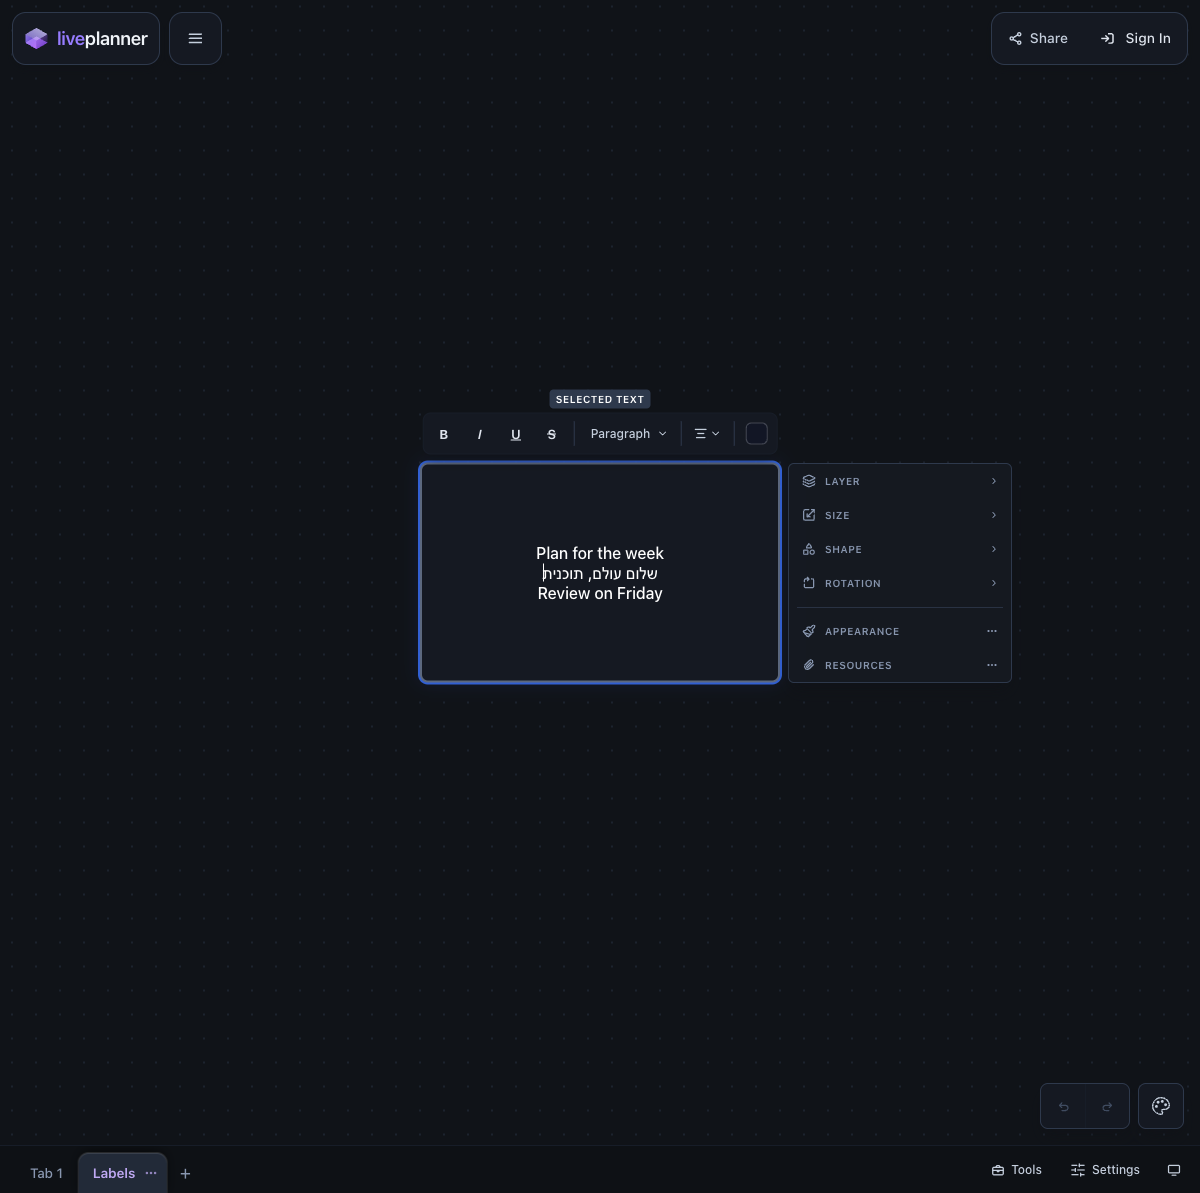 liveplanner
Share
Sign In
SELECTED TEXT
B I U S Paragraph
Plan for the week
שלום עולם, תוכנית
Review on Friday
LAYER
SIZE
SHAPE
ROTATION
APPEARANCE
RESOURCES
Tab 1
Labels
Tools
Settings